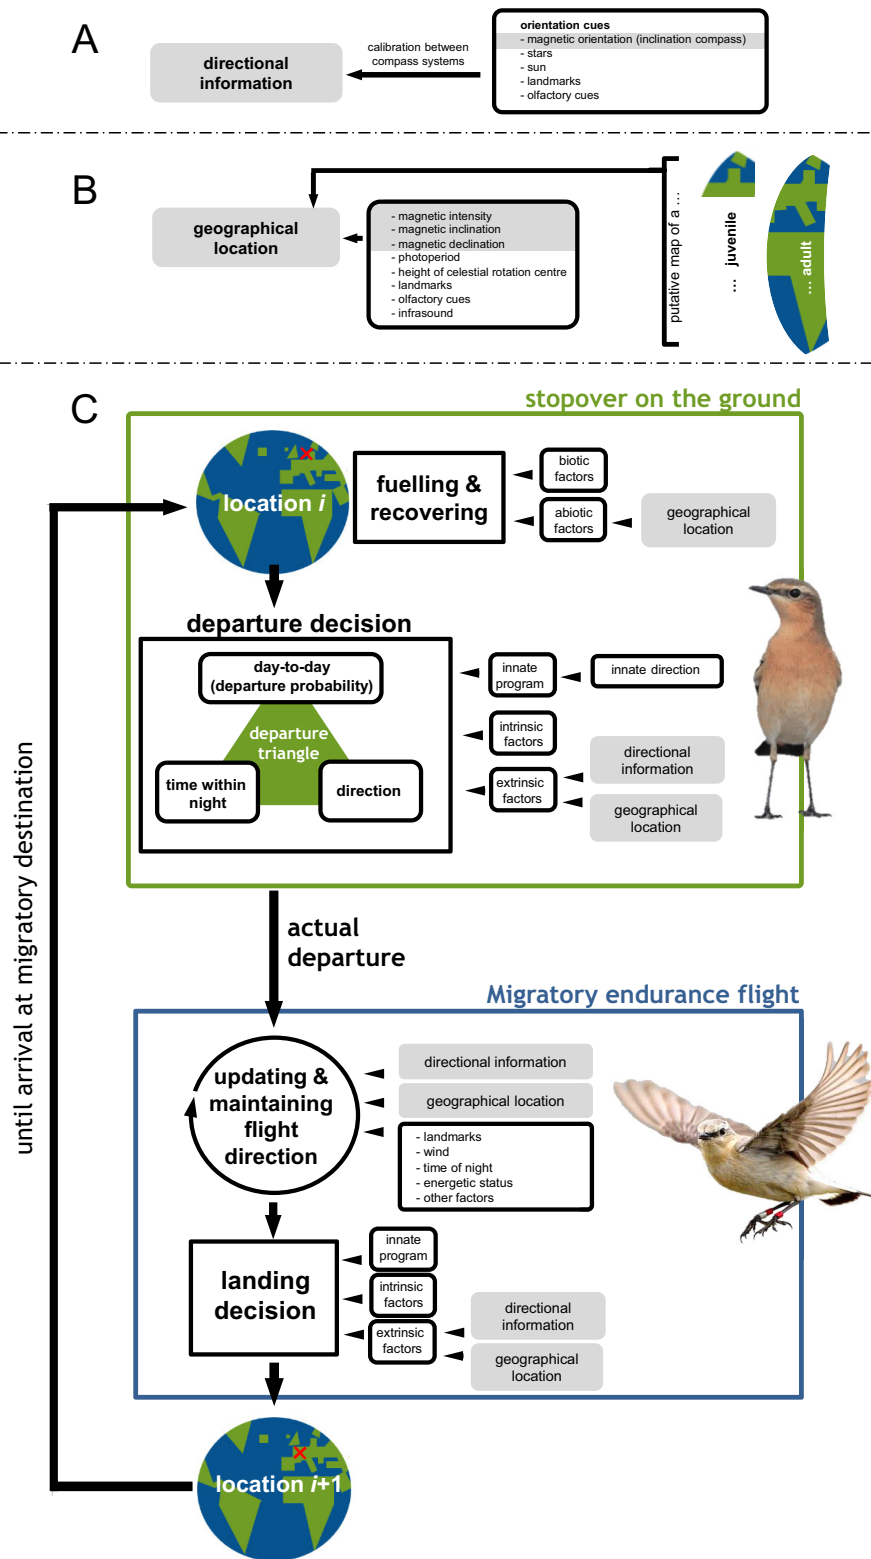 A
directional
information
calibration between
compass systems
orientation cues
- magnetic orientation (inclination compass)
- stars
- sun
- landmarks
- olfactory cues
B
geographical
location
- magnetic intensity
- magnetic inclination
- magnetic declination
- photoperiod
- height of celestial rotation centre
- landmarks
- olfactory cues
- infrasound
putative map of a ...
... juvenile
... adult
C
stopover on the ground
location i
fuelling &
recovering
biotic
factors
abiotic
factors
geographical
location
departure decision
day-to-day
(departure probability)
departure
triangle
time within
night
direction
innate
program
innate direction
intrinsic
factors
extrinsic
factors
directional
information
geographical
location
until arrival at migratory destination
actual
departure
Migratory endurance flight
updating &
maintaining
flight
direction
directional information
geographical location
- landmarks
- wind
- time of night
- energetic status
- other factors
landing
decision
innate
program
intrinsic
factors
extrinsic
factors
directional
information
geographical
location
location i+1